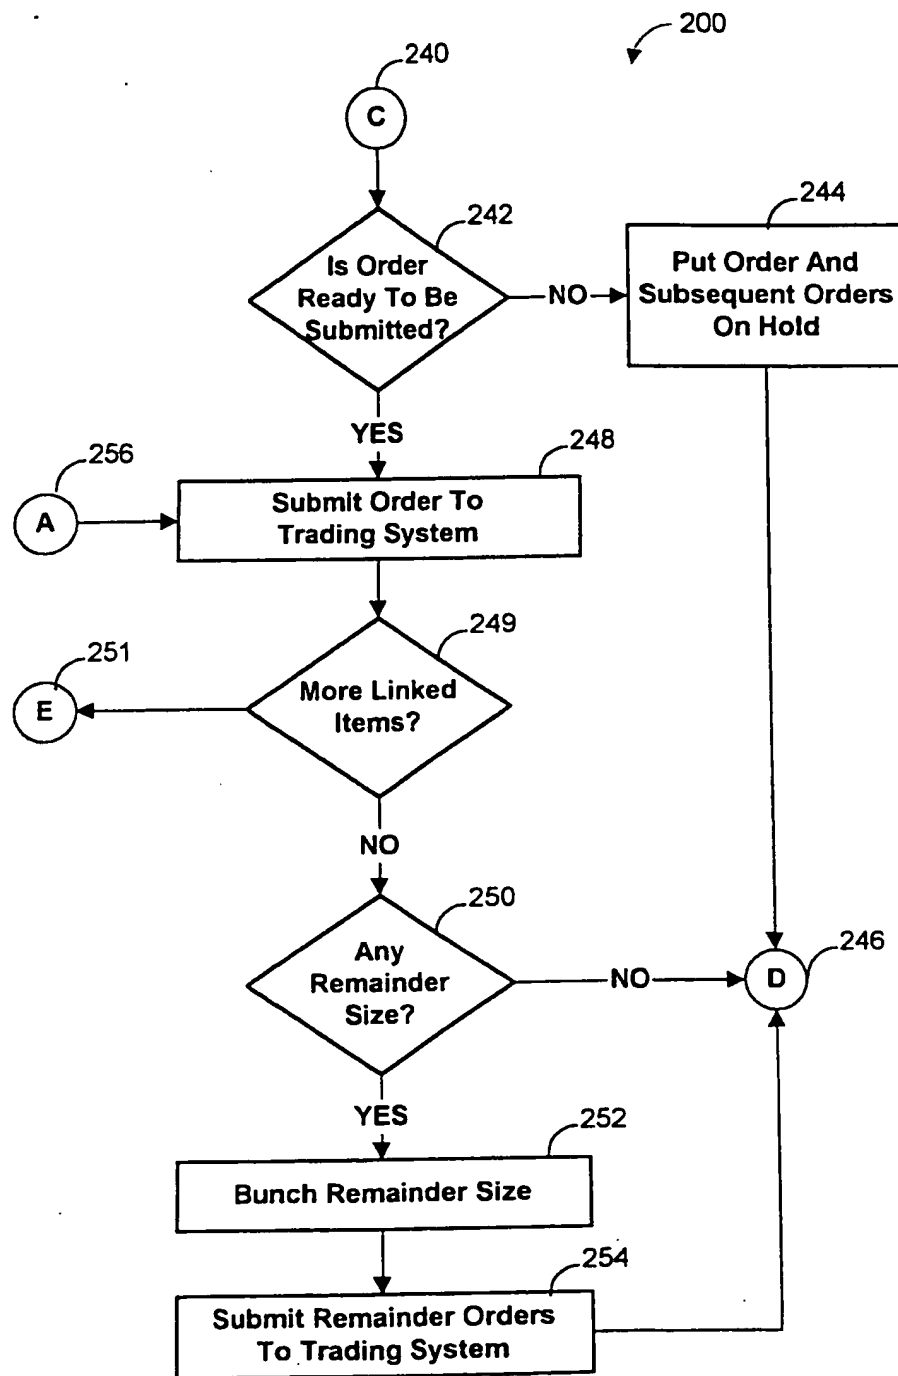 200
240
C
242
Is Order
Ready To Be
Submitted?
NO
244
Put Order And
Subsequent Orders
On Hold
YES
256
A
248
Submit Order To
Trading System
249
More Linked
Items?
251
E
NO
250
Any
Remainder
Size?
NO
246
D
YES
252
Bunch Remainder Size
254
Submit Remainder Orders
To Trading System